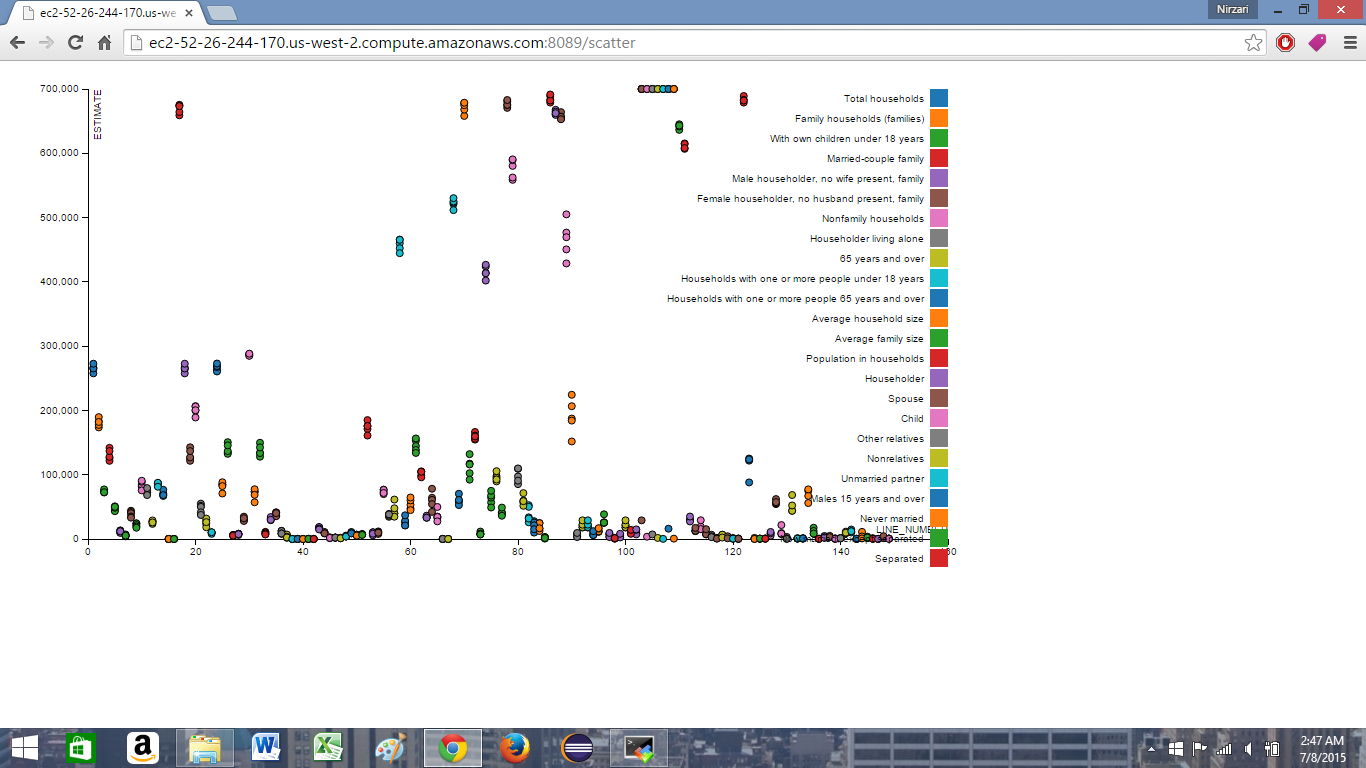 ec2-52-26-244-170.us-we
Nirzari
ec2-52-26-244-170.us-west-2.compute.amazonaws.com:8089/scatter
ESTIMATE
700,000
600,000
500,000
400,000
300,000
200,000
100,000
0
0 20 40 60 80 100 120 140 160
Total households
Family households (families)
With own children under 18 years
Married-couple family
Male householder, no wife present, family
Female householder, no husband present, family
Nonfamily households
Householder living alone
65 years and over
Households with one or more people under 18 years
Households with one or more people 65 years and over
Average household size
Average family size
Population in households
Householder
Spouse
Child
Other relatives
Nonrelatives
Unmarried partner
Males 15 years and over
Never married
Separated
2:47 AM
7/8/2015